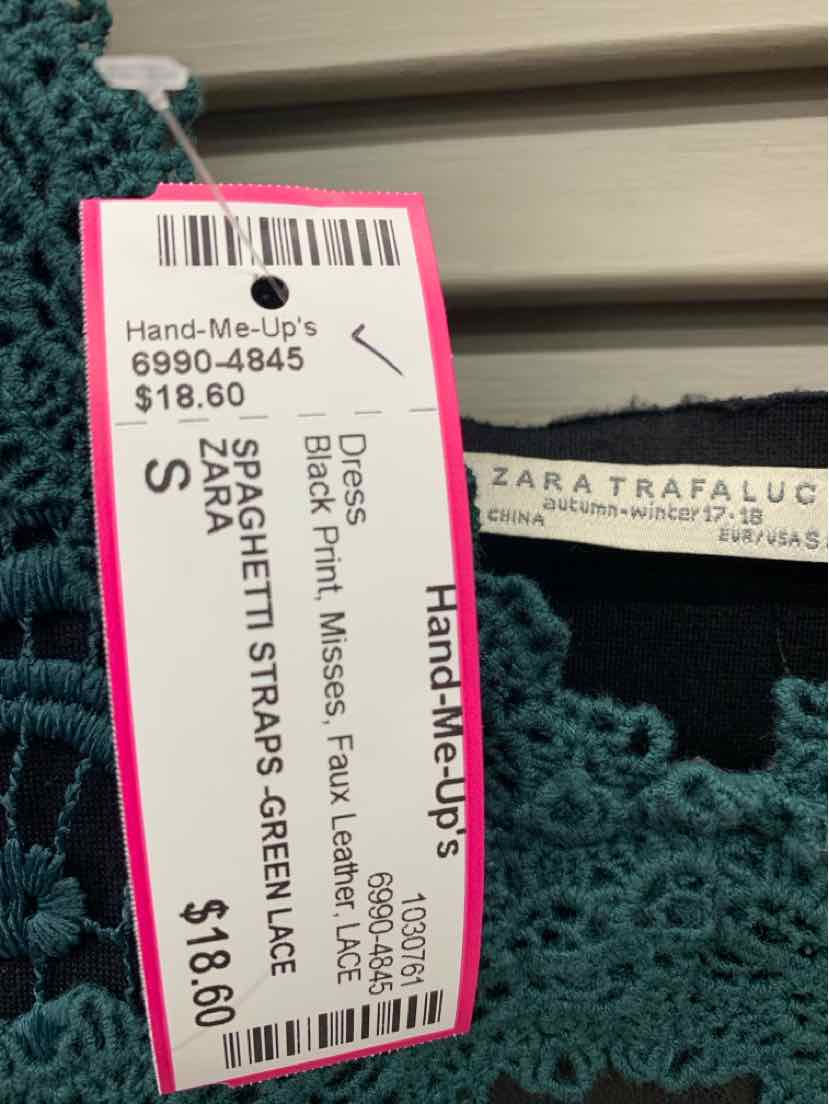 Hand-Me-Up's
6990-4845
$18.60
Hand-Me-Up's
1030761
6990-4845
Dress
Black Print, Misses, Faux Leather, LACE
SPAGHETTI STRAPS -GREEN LACE
ZARA
S
$18.60
ZARA TRAFALUC
autumn-winter 17-18
CHINA
EUR/USA S